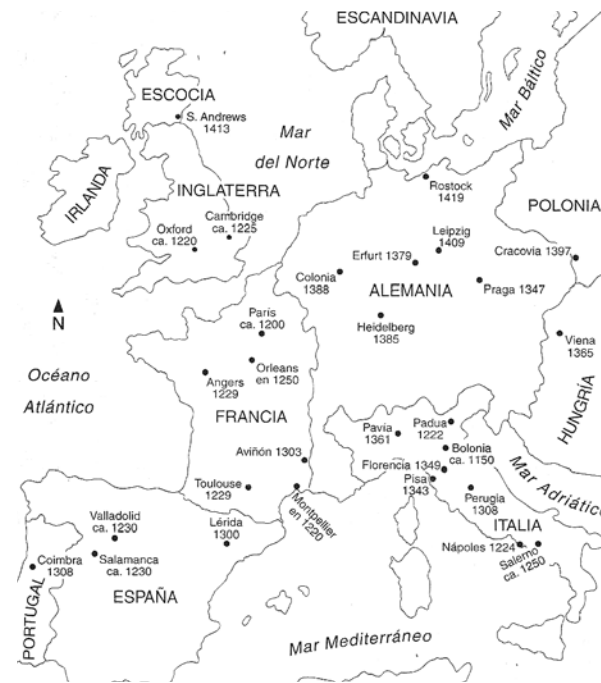 ESCANDINAVIA
ESCOCIA
S. Andrews
1413
Mar
del Norte
Mar Báltico
IRLANDA
INGLATERRA
Cambridge
ca. 1225
Oxford
ca. 1220
Rostock
1419
POLONIA
Leipzig
1409
Erfurt 1379
Cracovia 1397
Colonia
1388
ALEMANIA
Praga 1347
N
París
ca. 1200
Heidelberg
1385
Viena
1365
Orleans
en 1250
Océano
Atlántico
Angers
1229
HUNGRÍA
FRANCIA
Pavía
1361
Padua
1222
Bolonia
ca. 1150
Aviñón 1303
Florencia 1349
Mar Adriático
Toulouse
1229
Pisa
1343
Montpellier
en 1220
Perugia
1308
Valladolid
ca. 1230
Lérida
1300
ITALIA
Nápoles 1224
Salerno
ca. 1250
Coimbra
1308
Salamanca
ca. 1230
ESPAÑA
PORTUGAL
Mar Mediterráneo